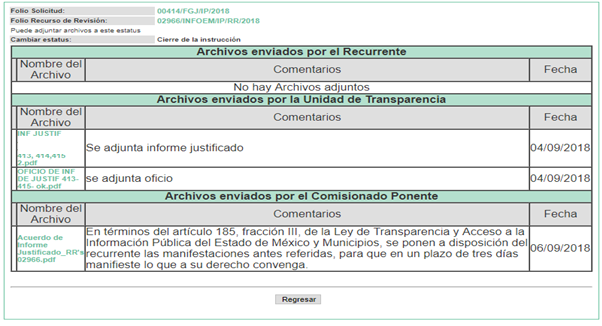 Folio Solicitud: 00414/FGJ/IP/2018
Folio Recurso de Revisión: 02966/INFOEM/IP/RR/2018
Puede adjuntar archivos a este estatus
Cambiar estatus: Cierre de la instrucción
Archivos enviados por el Recurrente
Nombre del Archivo Comentarios Fecha
No hay Archivos adjuntos
Archivos enviados por la Unidad de Transparencia
Nombre del Archivo Comentarios Fecha
INF JUSTIF
413, 414,415
2.pdf
Se adjunta informe justificado 04/09/2018
OFICIO DE INF
DE JUSTIF 413-
415- ok.pdf
se adjunta oficio 04/09/2018
Archivos enviados por el Comisionado Ponente
Nombre del Archivo Comentarios Fecha
Acuerdo de
Informe
Justificado_RR's
02966.pdf
En términos del artículo 185, fracción III, de la Ley de Transparencia y Acceso a la
Información Pública del Estado de México y Municipios, se ponen a disposición del
recurrente las manifestaciones antes referidas, para que en un plazo de tres días
manifieste lo que a su derecho convenga.
06/09/2018
Regresar